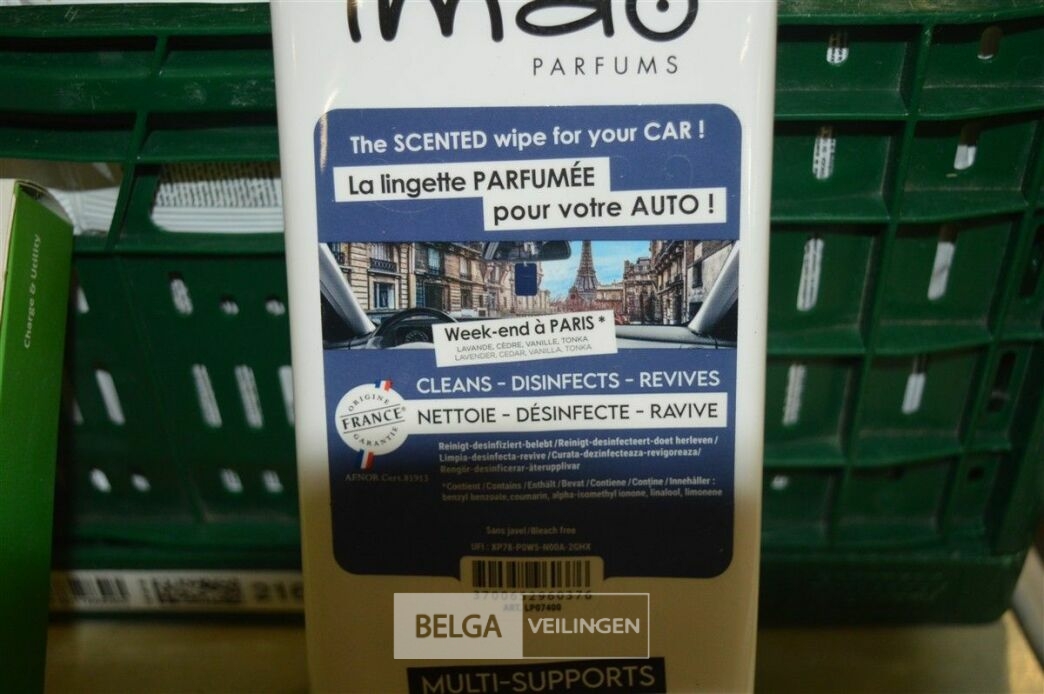 imao
PARFUMS
The SCENTED wipe for your CAR !
La lingette PARFUMÉE
pour votre AUTO !
Week-end à PARIS *
LAVANDE, CÈDRE, VANILLE, TONKA
LAVENDER, CEDAR, VANILLA, TONKA
CLEANS - DISINFECTS - REVIVES
NETTOIE - DÉSINFECTE - RAVIVE
ORIGINE
FRANCE
GARANTIE
AFNOR Cert.81913
Reinigt-desinfiziert-belebt / Reinigt-desinfecteert-doet herleven /
Limpia-desinfecta-revive / Curata-dezinfecteaza-revigoreaza/
Rengör-desinficerar-återupplivar
*Contient / Contains / Enthält / Bevat / Contiene / Conține / Innehåller :
benzyl benzoate, coumarin, alpha-isomethyl ionone, linalool, limonene
Sans javel/Bleach free
UFI : XP78-P0W5-N00A-2GHX
3700652960376
ART. LP07400
BELGA VEILINGEN
MULTI-SUPPORTS
Charge & Utility